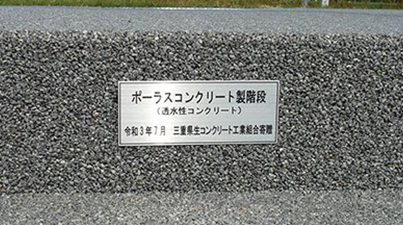 ポーラスコンクリート製階段
（透水性コンクリート）
令和3年7月　三重県生コンクリート工業組合寄贈